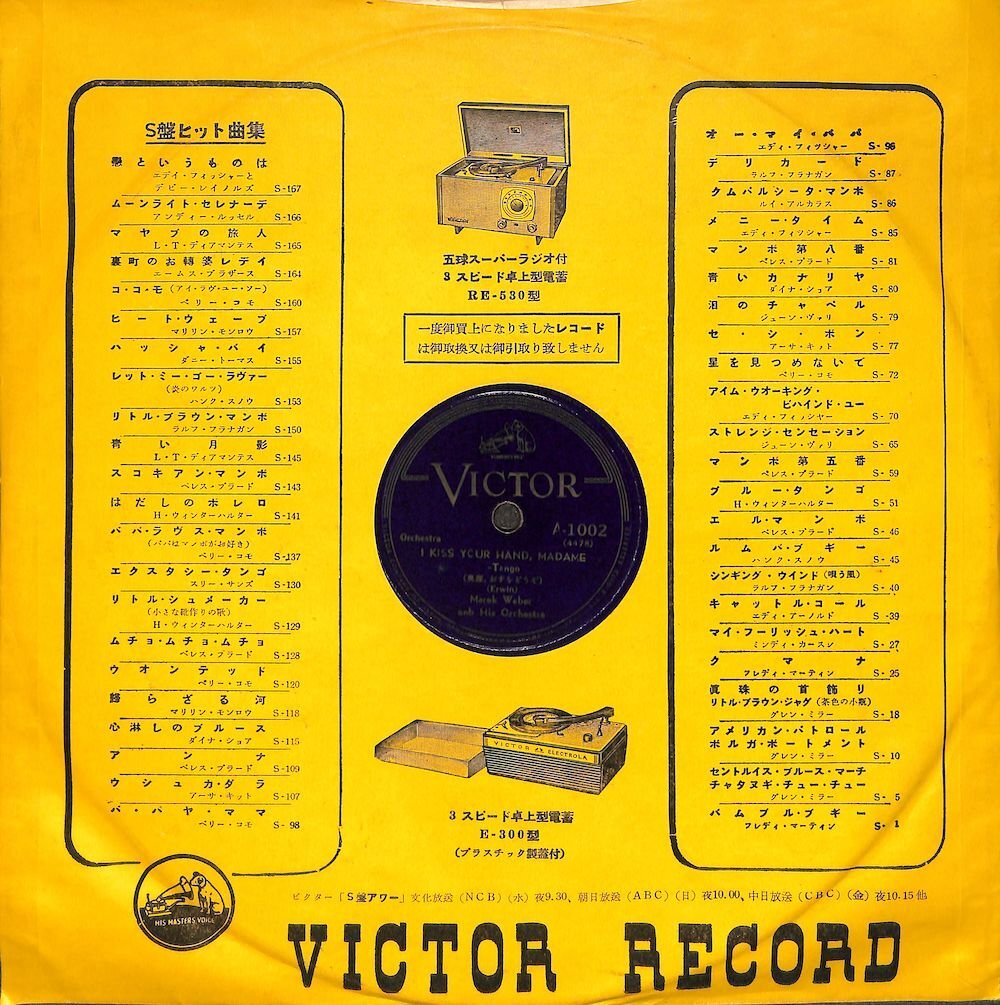 S盤ヒット曲集
戀というものは
エディ・フィッシャーと
デビー・レイノルズ S-167
ムーンライト・セレナーデ
アンディー・ルッセル S-166
マヤブの旅人
L・T・ディアマンテス S-165
裏町のお轉婆レディ
エームス・ブラザース S-164
コ・コ・モ (アイ・ラヴ・ユー・ソー)
ペリー・コモ S-160
ヒート・ウェーブ
マリリン・モンロウ S-157
ハッシャ・バイ
ダニー・トーマス S-155
レット・ミー・ゴー・ラヴァー
(炎のワルツ)
ハンク・スノウ S-153
リトル・ブラウン・マンボ
ラルフ・フラナガン S-150
青い月影
L・T・ディアマンテス S-145
スコキアン・マンボ
ペレス・プラード S-143
はだしのボレロ
H・ウィンターハルター S-141
パパ・ラヴス・マンボ
(パパはマンボがお好き)
ペリー・コモ S-137
エクスタシー・タンゴ
スリー・サンズ S-130
リトル・シュメーカー
(小さな靴作りの歌)
H・ウィンターハルター S-129
ムチョ・ムチョ・ムチョ
ペレス・プラード S-128
ウオンテッド
ペリー・コモ S-120
歸らざる河
マリリン・モンロウ S-118
心淋しのブルース
ダイナ・ショア S-115
アンナ
ペレス・プラード S-109
ウシュカ・ダラ
アーサ・キット S-107
パ・パヤ・ママ
ペリー・コモ S-98
五球スーパーラジオ付
3スピード卓上型電蓄
RE-530型
一度御買上になりましたレコード
は御取換又は御引取り致しません
VICTOR
A-1002
(4478)
Orchestra
I KISS YOUR HAND, MADAME
-Tango
(奥様、お手をどうぞ)
(Erwin)
Marek Weber
and His Orchestra
VICTOR ELECTROLA
3スピード卓上型電蓄
E-300型
(プラスチック製蓋付)
オー・マイ・パパ
エディ・フィッシャー S-96
デリカード
ラルフ・フラナガン S-87
クムパルシータ・マンボ
ルイ・アルカラス S-86
メニー・タイム
エディ・フィッシャー S-85
マンボ第八番
ペレス・プラード S-81
青いカナリヤ
ダイナ・ショア S-80
泪のチャペル
ジューン・ヴァリ S-79
セ・シ・ボン
アーサ・キット S-77
星を見つめないで
ペリー・コモ S-72
アイム・ウオーキング・
ビハインド・ユー
エディ・フィッシャー S-70
ストレンジ・センセーション
ジューン・ヴァリ S-65
マンボ第五番
ペレス・プラード S-59
ブルー・タンゴ
H・ウィンターハルター S-51
エル・マンボ
ペレス・プラード S-46
ルムバ・ブギー
ハンク・スノウ S-45
シンギング・ウインド (唄う風)
ラルフ・フラナガン S-40
キャットル・コール
エディ・アーノルド S-39
マイ・フーリッシュ・ハート
ミンディ・カースン S-27
クマナ
フレディ・マーティン S-25
眞珠の首飾り
リトル・ブラウン・ジャグ (茶色の小瓶)
グレン・ミラー S-18
アメリカン・パトロール
ボルガ・ボートメント
グレン・ミラー S-10
セントルイス・ブルース・マーチ
チャタヌギ・チュー・チュー
グレン・ミラー S-5
バムブル・ブギー
フレディ・マーティン S-1
HIS MASTERS VOICE
ビクター「S盤アワー」文化放送 (NCB) (水) 夜9.30、朝日放送 (ABC) (日) 夜10.00、中日放送 (CBC) (金) 夜10.15他
VICTOR RECORD